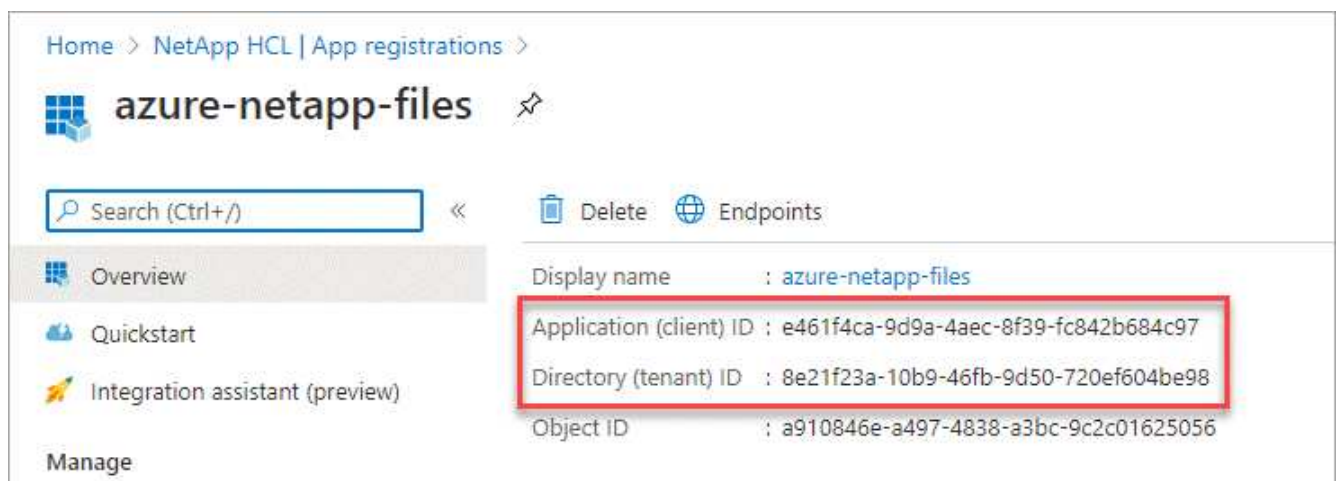 Home > NetApp HCL | App registrations >
azure-netapp-files
Search (Ctrl+/) «
Delete Endpoints
Overview
Quickstart
Integration assistant (preview)
Manage
Display name : azure-netapp-files
Application (client) ID : e461f4ca-9d9a-4aec-8f39-fc842b684c97
Directory (tenant) ID : 8e21f23a-10b9-46fb-9d50-720ef604be98
Object ID : a910846e-a497-4838-a3bc-9c2c01625056